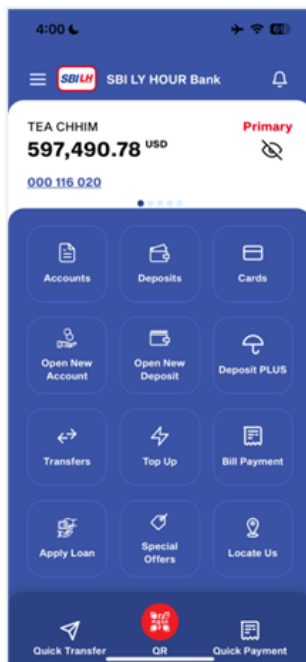 4:00
SBI LH SBI LY HOUR Bank
TEA CHHIM Primary
597,490.78 USD
000 116 020
Accounts Deposits Cards
Open New Account Open New Deposit Deposit PLUS
Transfers Top Up Bill Payment
Apply Loan Special Offers Locate Us
Quick Transfer QR Quick Payment